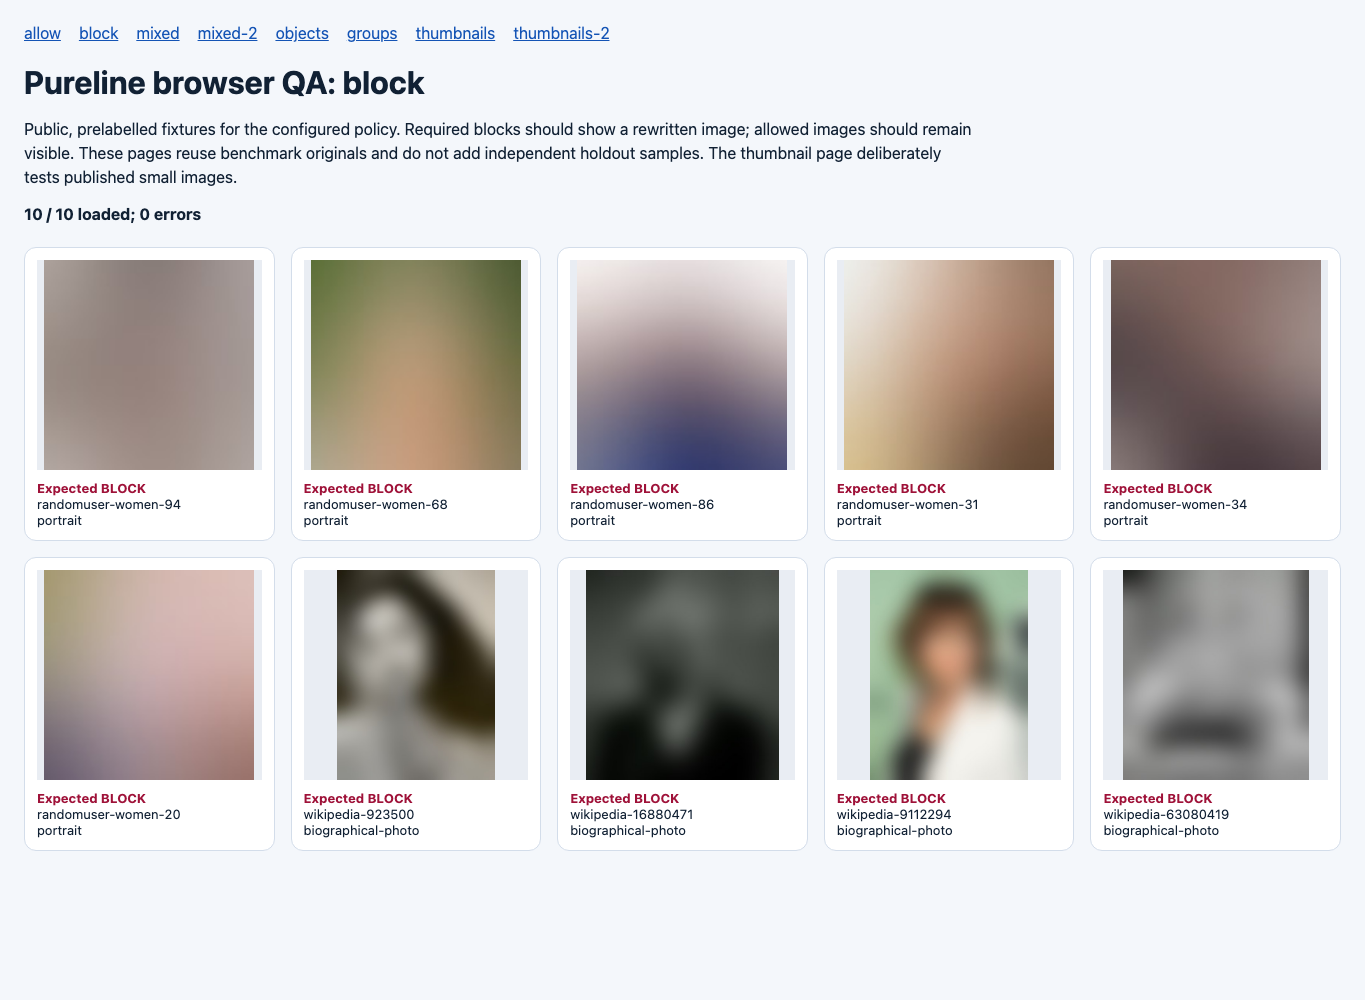 allow block mixed mixed-2 objects groups thumbnails thumbnails-2
Pureline browser QA: block
Public, prelabelled fixtures for the configured policy. Required blocks should show a rewritten image; allowed images should remain
visible. These pages reuse benchmark originals and do not add independent holdout samples. The thumbnail page deliberately
tests published small images.
10 / 10 loaded; 0 errors
Expected BLOCK
randomuser-women-94
portrait
Expected BLOCK
randomuser-women-68
portrait
Expected BLOCK
randomuser-women-86
portrait
Expected BLOCK
randomuser-women-31
portrait
Expected BLOCK
randomuser-women-34
portrait
Expected BLOCK
randomuser-women-20
portrait
Expected BLOCK
wikipedia-923500
biographical-photo
Expected BLOCK
wikipedia-16880471
biographical-photo
Expected BLOCK
wikipedia-9112294
biographical-photo
Expected BLOCK
wikipedia-63080419
biographical-photo